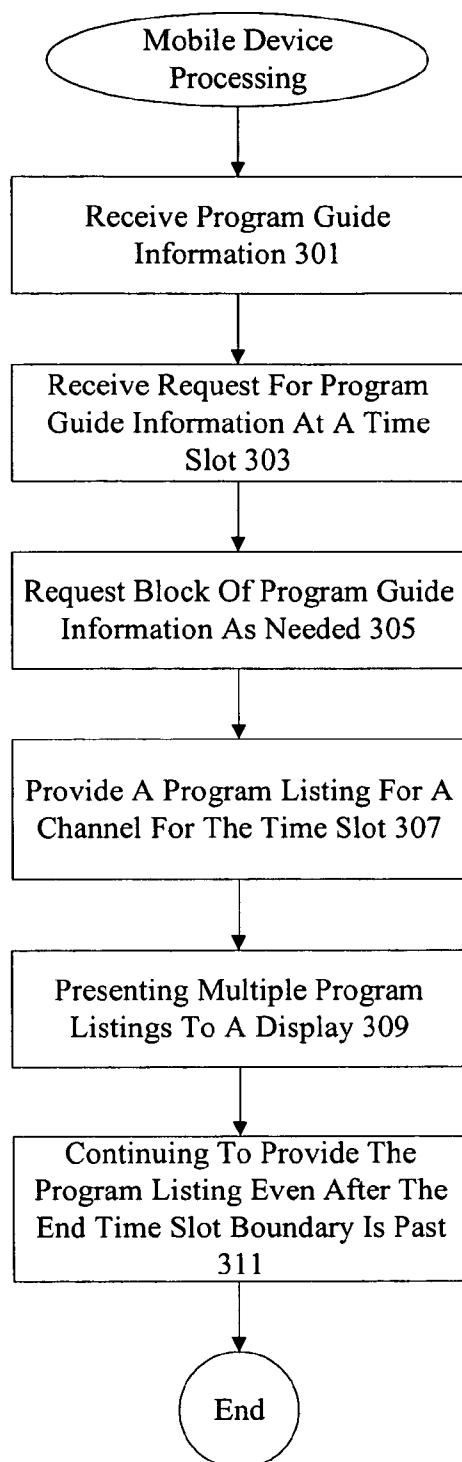 Mobile Device
Processing
Receive Program Guide
Information 301
Receive Request For Program
Guide Information At A Time
Slot 303
Request Block Of Program Guide
Information As Needed 305
Provide A Program Listing For A
Channel For The Time Slot 307
Presenting Multiple Program
Listings To A Display 309
Continuing To Provide The
Program Listing Even After The
End Time Slot Boundary Is Past
311
End